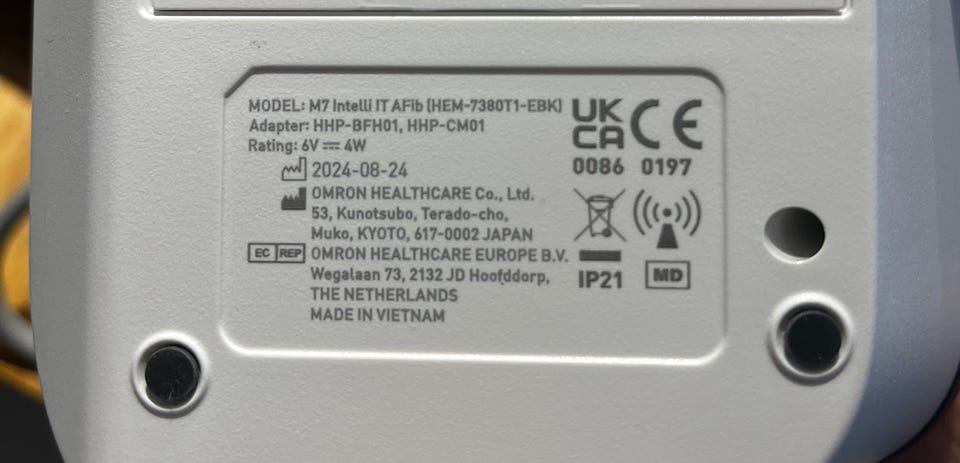 MODEL: M7 Intelli IT AFib (HEM-7380T1-EBK)
Adapter: HHP-BFH01, HHP-CM01
Rating: 6V ⎓ 4W
2024-08-24
OMRON HEALTHCARE Co., Ltd.
53, Kunotsubo, Terado-cho,
Muko, KYOTO, 617-0002 JAPAN
EC REP OMRON HEALTHCARE EUROPE B.V.
Wegalaan 73, 2132 JD Hoofddorp,
THE NETHERLANDS
MADE IN VIETNAM
UK
CA
CE
0086 0197
IP21
MD